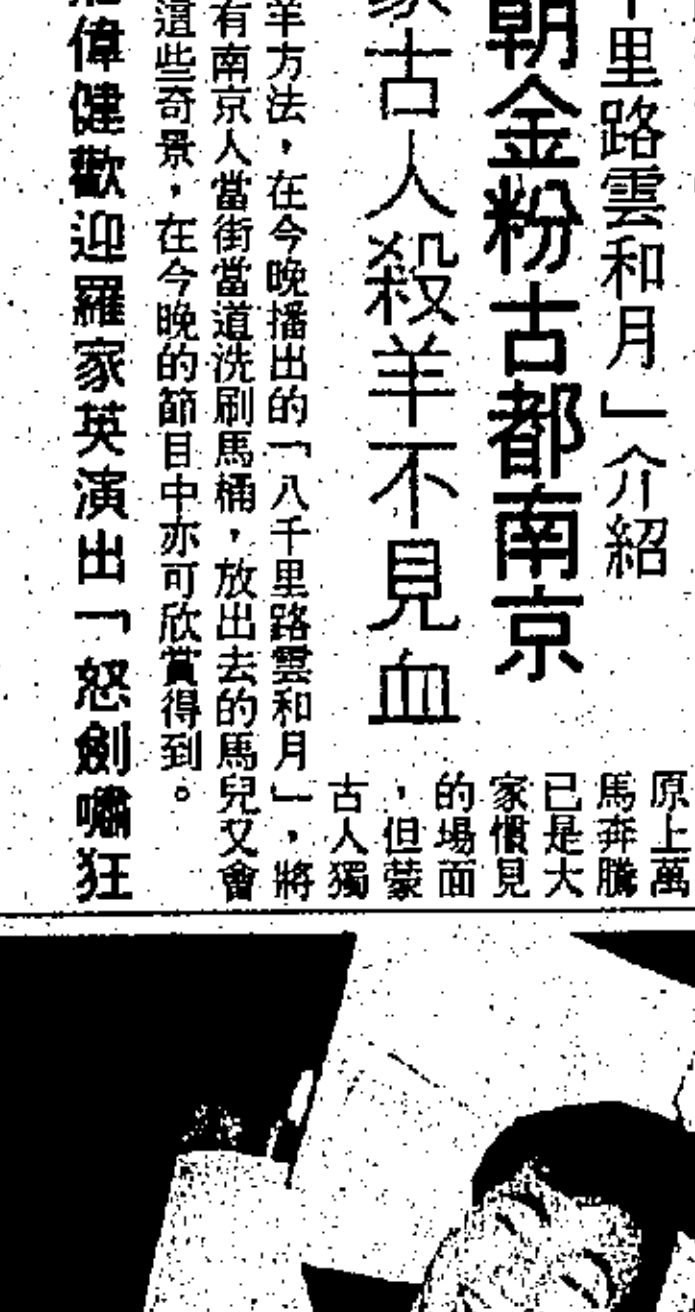 千里路雲和月」介紹
朝金粉古都南京
蒙古人殺羊不見血
原上萬
馬奔騰
已是大
家慣見
的場面
，但蒙
古人獨
羊方法，在今晚播出的「八千里路雲和月」，將
有南京人當街當道洗刷馬桶，放出去的馬兒又會
這些奇景，在今晚的節目中亦可欣賞得到。
偉健歡迎羅家英演出「怒劍嘯狂